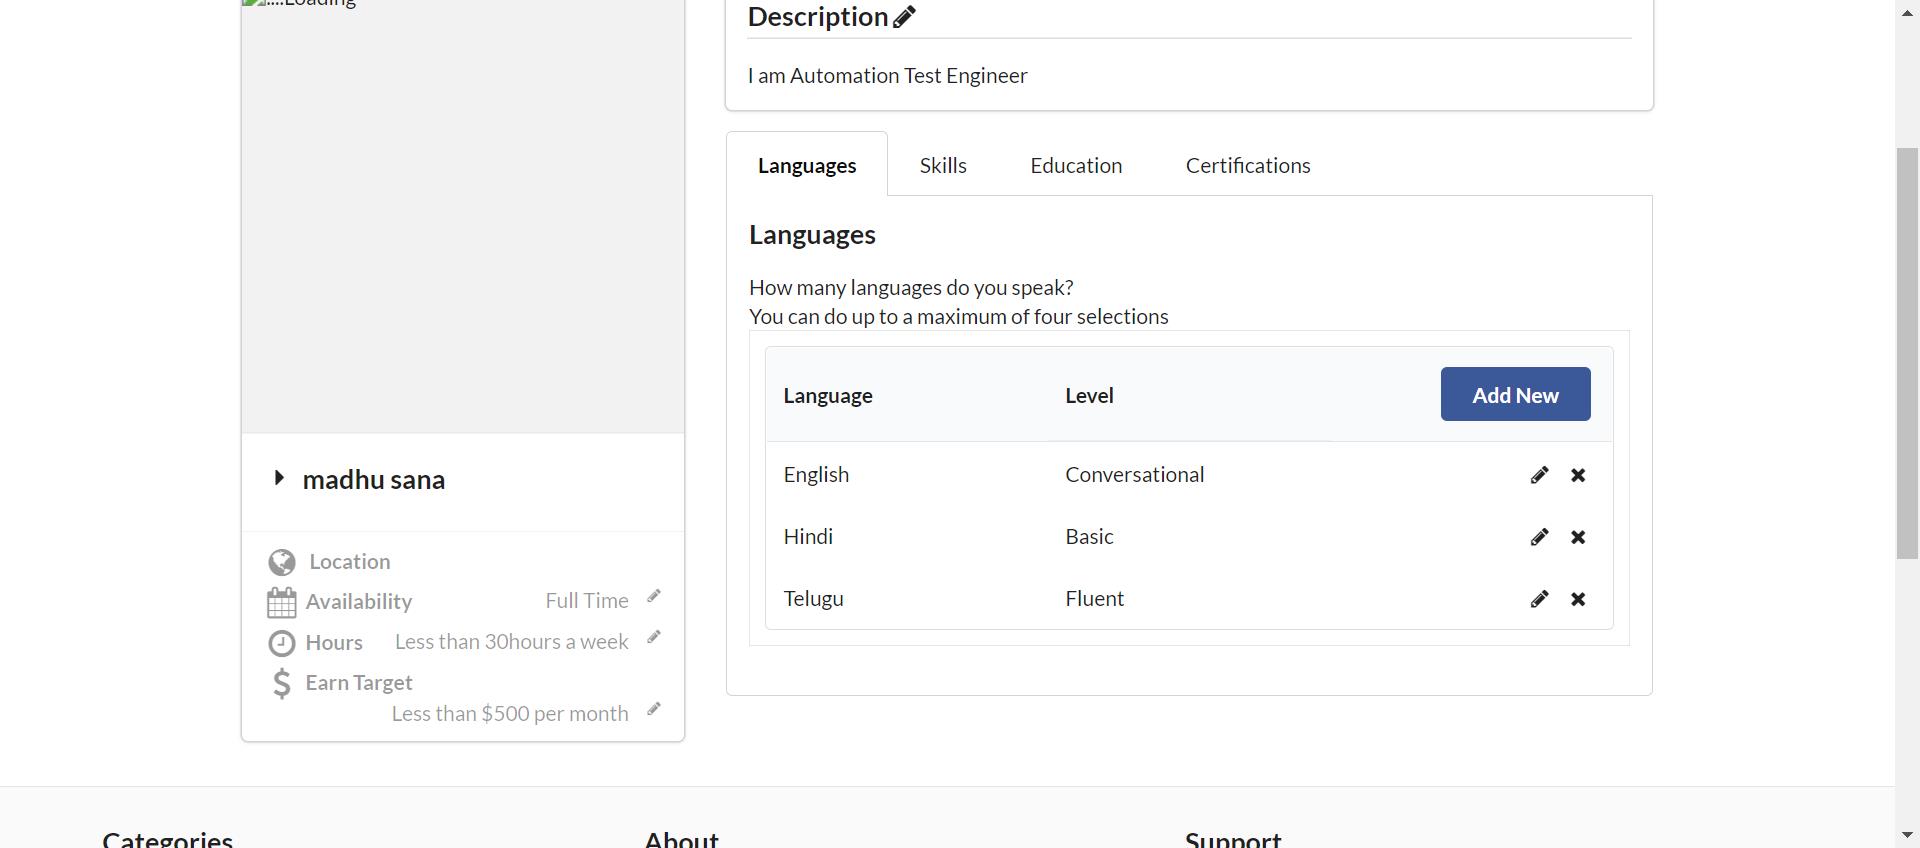 ....Loading
madhu sana
Location
Availability Full Time
Hours Less than 30hours a week
Earn Target
Less than $500 per month
Description
I am Automation Test Engineer
Languages Skills Education Certifications
Languages
How many languages do you speak?
You can do up to a maximum of four selections
Language Level Add New
English Conversational
Hindi Basic
Telugu Fluent
Categories About Support